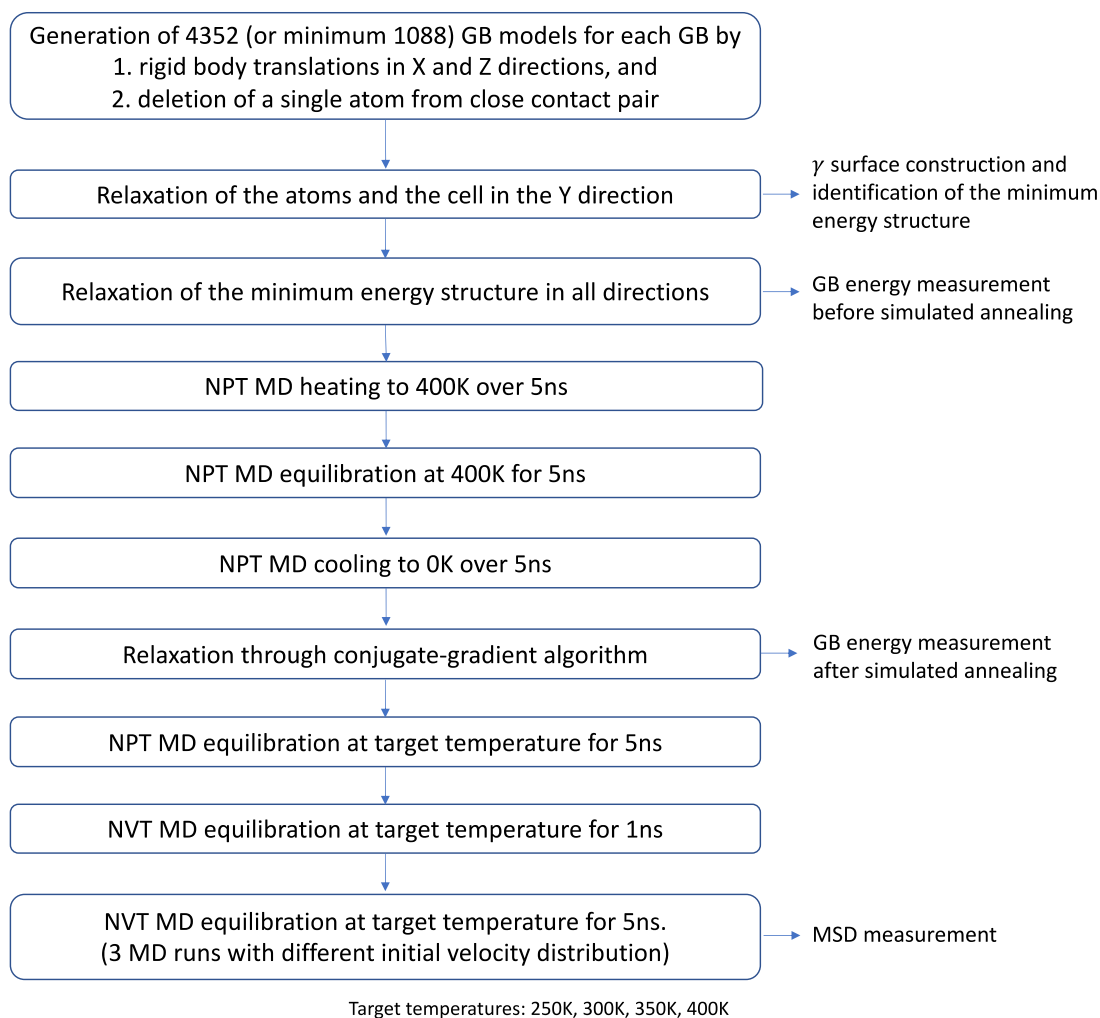 Generation of 4352 (or minimum 1088) GB models for each GB by
1. rigid body translations in X and Z directions, and
2. deletion of a single atom from close contact pair
Relaxation of the atoms and the cell in the Y direction
γ surface construction and
identification of the minimum
energy structure
Relaxation of the minimum energy structure in all directions
GB energy measurement
before simulated annealing
NPT MD heating to 400K over 5ns
NPT MD equilibration at 400K for 5ns
NPT MD cooling to 0K over 5ns
Relaxation through conjugate-gradient algorithm
GB energy measurement
after simulated annealing
NPT MD equilibration at target temperature for 5ns
NVT MD equilibration at target temperature for 1ns
NVT MD equilibration at target temperature for 5ns.
(3 MD runs with different initial velocity distribution)
MSD measurement
Target temperatures: 250K, 300K, 350K, 400K